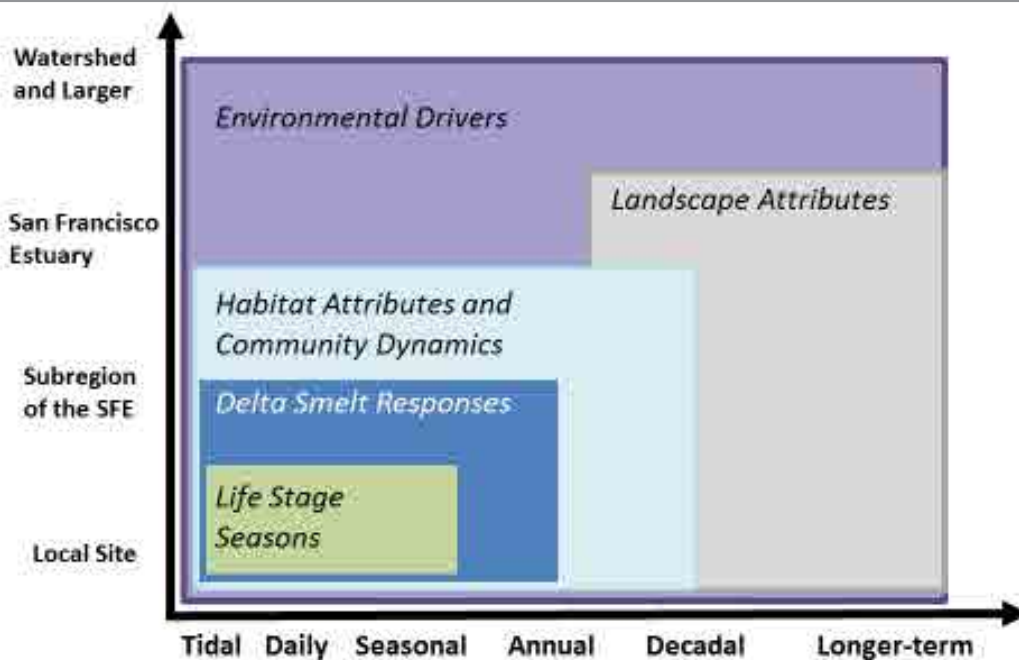 Watershed
and Larger
Environmental Drivers
Landscape Attributes
San Francisco
Estuary
Habitat Attributes and
Community Dynamics
Subregion
of the SFE
Delta Smelt Responses
Life Stage
Seasons
Local Site
Tidal Daily Seasonal Annual Decadal Longer-term